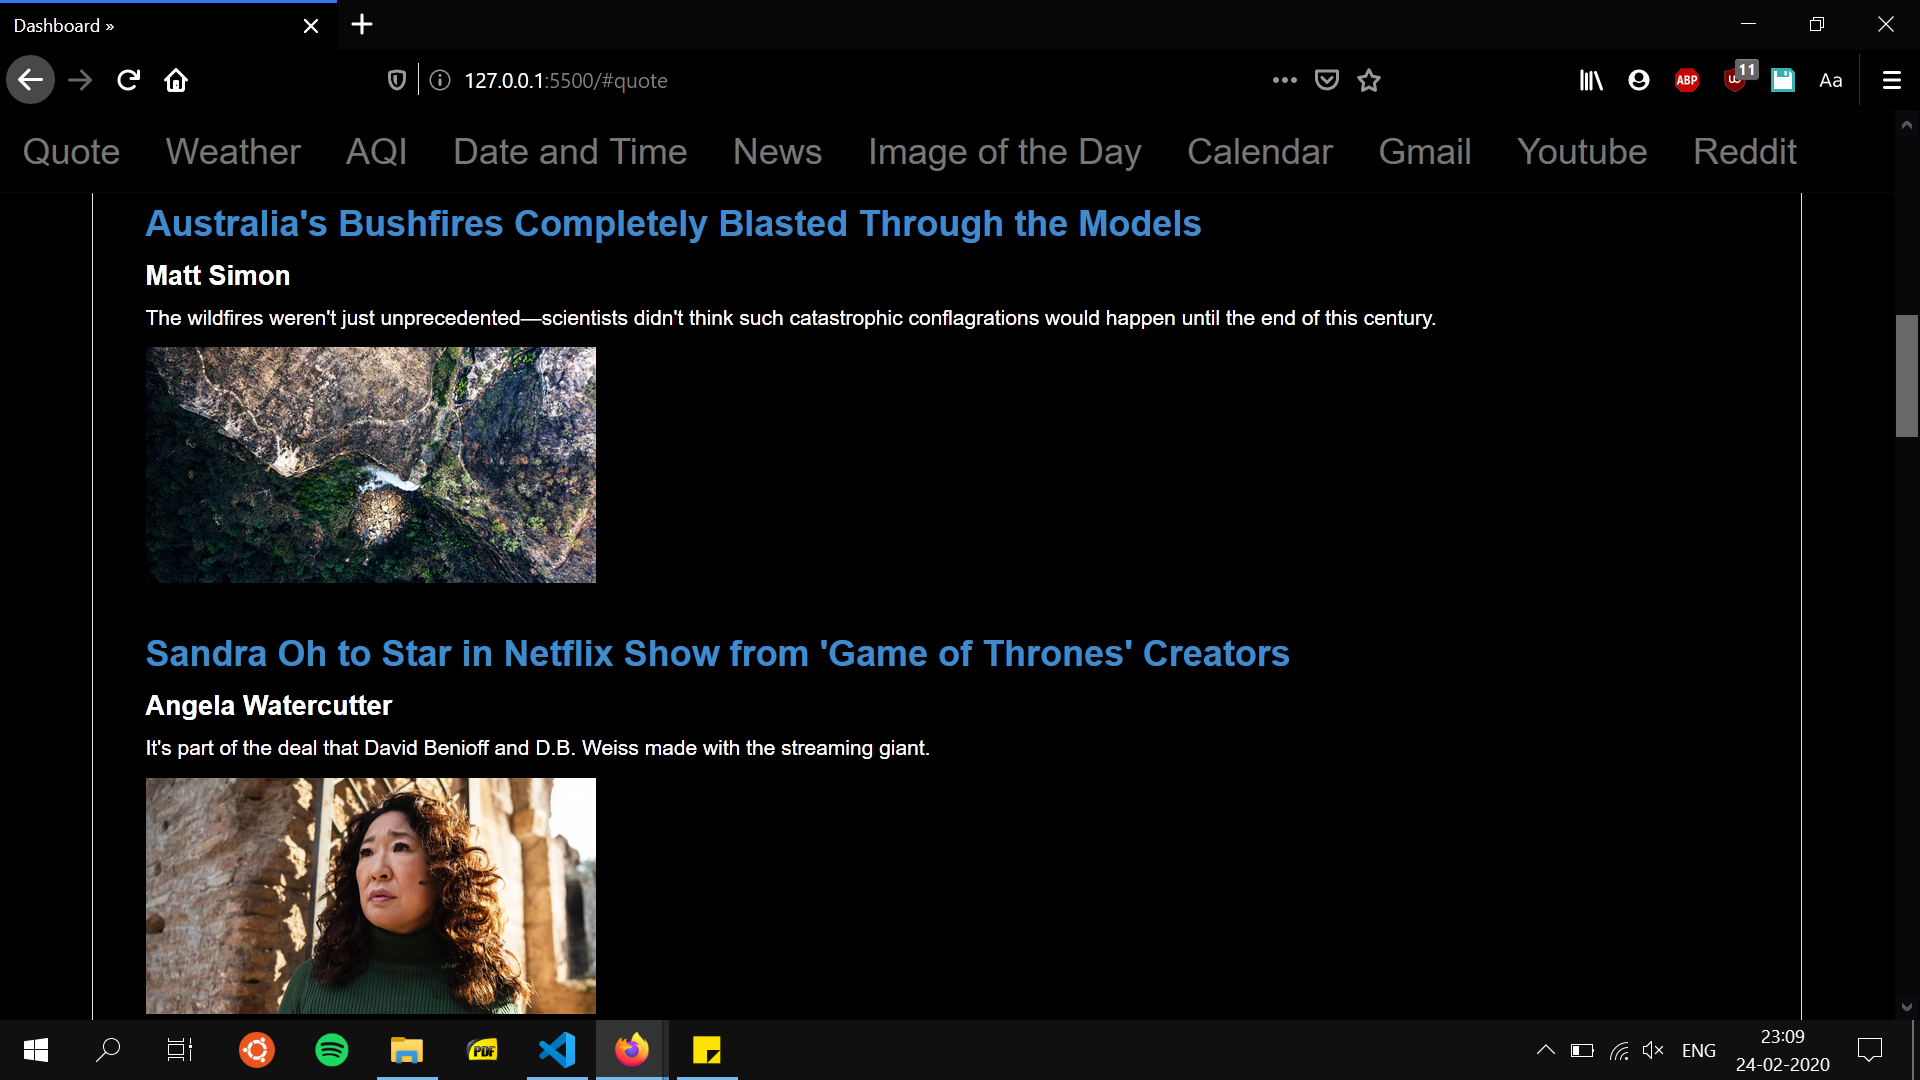 Dashboard »
127.0.0.1:5500/#quote
ABP
11
Aa
Quote Weather AQI Date and Time News Image of the Day Calendar Gmail Youtube Reddit
Australia's Bushfires Completely Blasted Through the Models
Matt Simon
The wildfires weren't just unprecedented—scientists didn't think such catastrophic conflagrations would happen until the end of this century.
Sandra Oh to Star in Netflix Show from 'Game of Thrones' Creators
Angela Watercutter
It's part of the deal that David Benioff and D.B. Weiss made with the streaming giant.
PDF
ENG
23:09
24-02-2020